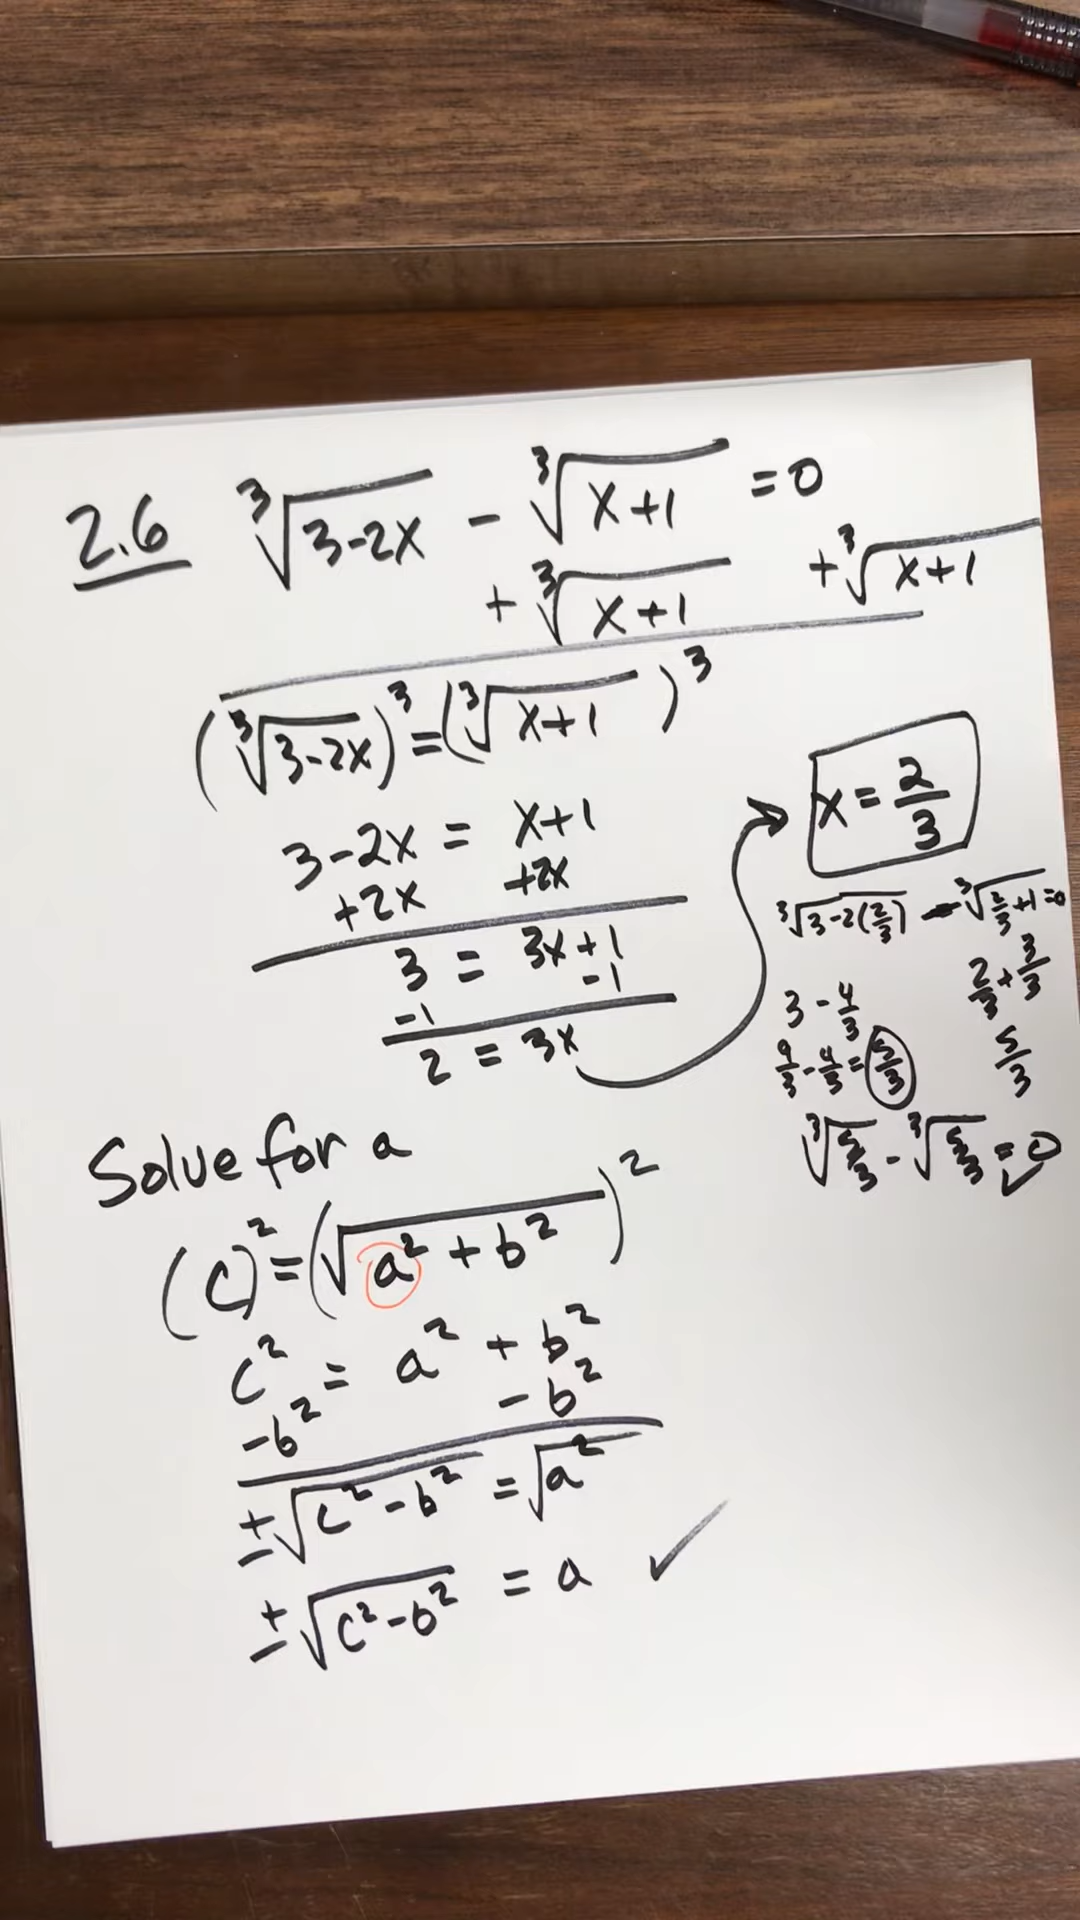 2.6 ∛(3-2x) - ∛(x+1) = 0
+ ∛(x+1) + ∛(x+1)
(∛(3-2x))³ = (∛(x+1))³
3-2x = x+1
+2x +2x
3 = 3x+1
-1 -1
2 = 3x
x = 2/3
∛(3-2(2/3)) - ∛(2/3+1) = 0
3 - 4/3
9/3 - 4/3 = 5/3
2/3 + 3/3
5/3
∛(5/3) - ∛(5/3) = 0 ✓
Solve for a
(c)² = (√(a² + b²))²
c² = a² + b²
-b² - b²
±√(c² - b²) = √(a²)
±√(c² - b²) = a ✓